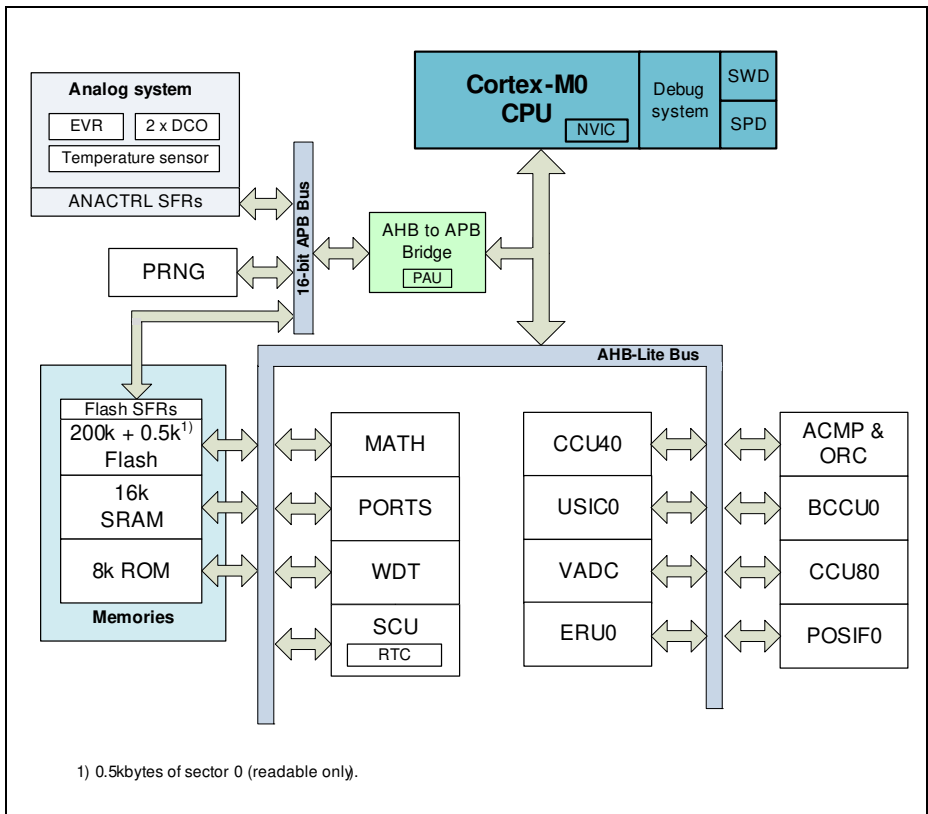 Analog system
EVR
2 x DCO
Temperature sensor
ANACTRL SFRs
Cortex-M0
CPU
NVIC
Debug
system
SWD
SPD
16-bit APB Bus
AHB to APB
Bridge
PAU
PRNG
AHB-Lite Bus
Flash SFRs
200k + 0.5k1)
Flash
16k
SRAM
8k ROM
Memories
MATH
PORTS
WDT
SCU
RTC
CCU40
USIC0
VADC
ERU0
ACMP &
ORC
BCCU0
CCU80
POSIF0
1) 0.5kbytes of sector 0 (readable only).